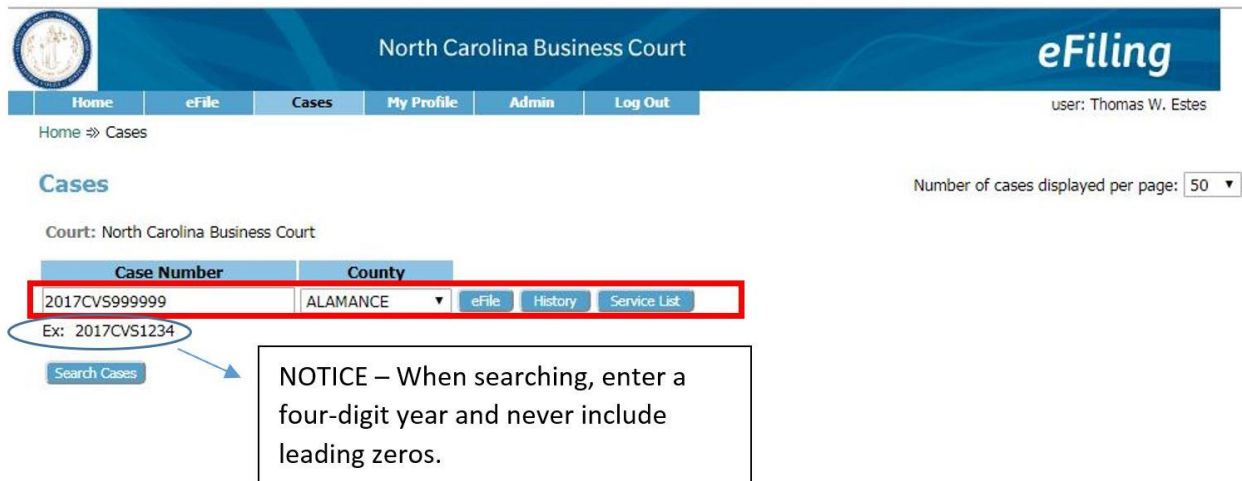 North Carolina Business Court
eFiling
Home eFile Cases My Profile Admin Log Out
user: Thomas W. Estes
Home ⇒ Cases
Cases
Number of cases displayed per page: 50
Court: North Carolina Business Court
Case Number County
2017CVS999999 ALAMANCE eFile History Service List
Ex: 2017CVS1234
Search Cases
NOTICE – When searching, enter a
four-digit year and never include
leading zeros.